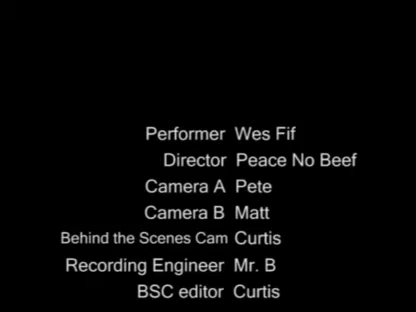 Performer Wes Fif
Director Peace No Beef
Camera A Pete
Camera B Matt
Behind the Scenes Cam Curtis
Recording Engineer Mr. B
BSC editor Curtis